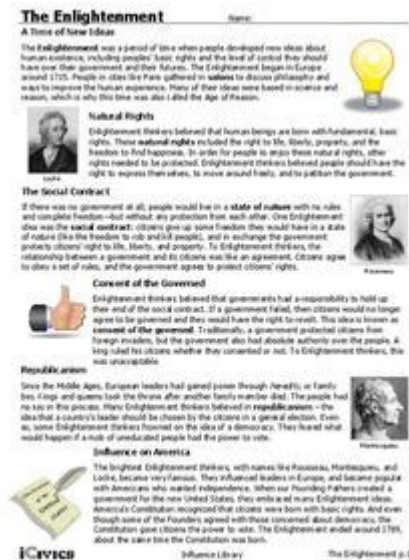 The Enlightenment Name:
A Time of New Ideas
The Enlightenment was a period of time when people developed new ideas about
human existence, including peoples' basic rights and the level of control they should
have over their government and their futures. The Enlightenment began in Europe
around 1715. People in cities like Paris gathered in salons to discuss philosophy and
ways to improve the human experience. Many of their ideas were based in science and
reason, which is why this time was also called the Age of Reason.
Natural Rights
Enlightenment thinkers believed that human beings are born with fundamental, basic
rights. These natural rights included the right to life, liberty, property, and the
freedom to find happiness. In order for people to enjoy these natural rights, other
rights needed to be protected. Enlightenment thinkers believed people should have the
right to express themselves, to move around freely, and to petition the government.
Locke
The Social Contract
If there was no government at all, people would live in a state of nature with no rules
and complete freedom—but without any protection from each other. One Enlightenment
idea was the social contract: citizens give up some freedom they would have in a state
of nature (like the freedom to rob and kill people), and in exchange the government
protects citizens' right to life, liberty, and property. To Enlightenment thinkers, the
relationship between a government and its citizens was like an agreement. Citizens agree
to obey a set of rules, and the government agrees to protect citizens' rights.
Rousseau
Consent of the Governed
Enlightenment thinkers believed that governments had a responsibility to hold up
their end of the social contract. If a government failed, then citizens would no longer
agree to be governed and they would have the right to revolt. This idea is known as
consent of the governed. Traditionally, a government protected citizens from
foreign invaders, but the government also had absolute authority over the people. A
king ruled his citizens whether they consented or not. To Enlightenment thinkers, this
was unacceptable.
Republicanism
Since the Middle Ages, European leaders had gained power through heredity, or family
ties. Kings and queens took the throne after another family member died. The people had
no say in this process. Many Enlightenment thinkers believed in republicanism – the
idea that a country's leader should be chosen by the citizens in a general election. Even
so, some Enlightenment thinkers frowned on the idea of a democracy. They feared what
would happen if a mob of uneducated people had the power to vote.
Montesquieu
Influence on America
The brightest Enlightenment thinkers, with names like Rousseau, Montesquieu, and
Locke, became very famous. They influenced leaders in Europe, and became popular
with Americans who wanted independence. When our Founding Fathers created a
government for the new United States, they embraced many Enlightenment ideas.
America's Constitution recognized that citizens were born with basic rights. And even
though some of the Founders agreed with those concerned about democracy, the
Constitution gave citizens the power to vote. The Enlightenment ended around 1789,
about the same time the Constitution was born.
iCivics Influence Library The Enlightenment p.